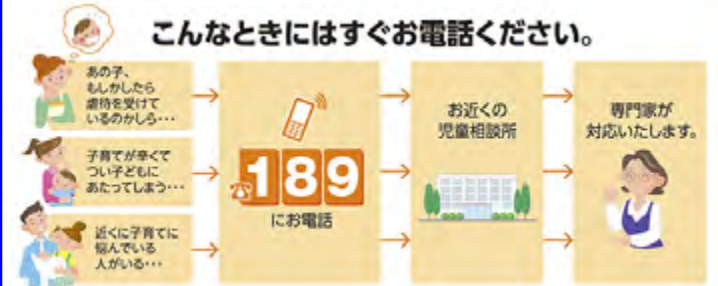 こんなときにはすぐお電話ください。
あの子、
もしかしたら
虐待を受けて
いるのかしら・・・
子育てが辛くて
つい子どもに
あたってしまう・・・
近くに子育てに
悩んでいる
人がいる・・・
189
にお電話
お近くの
児童相談所
専門家が
対応いたします。